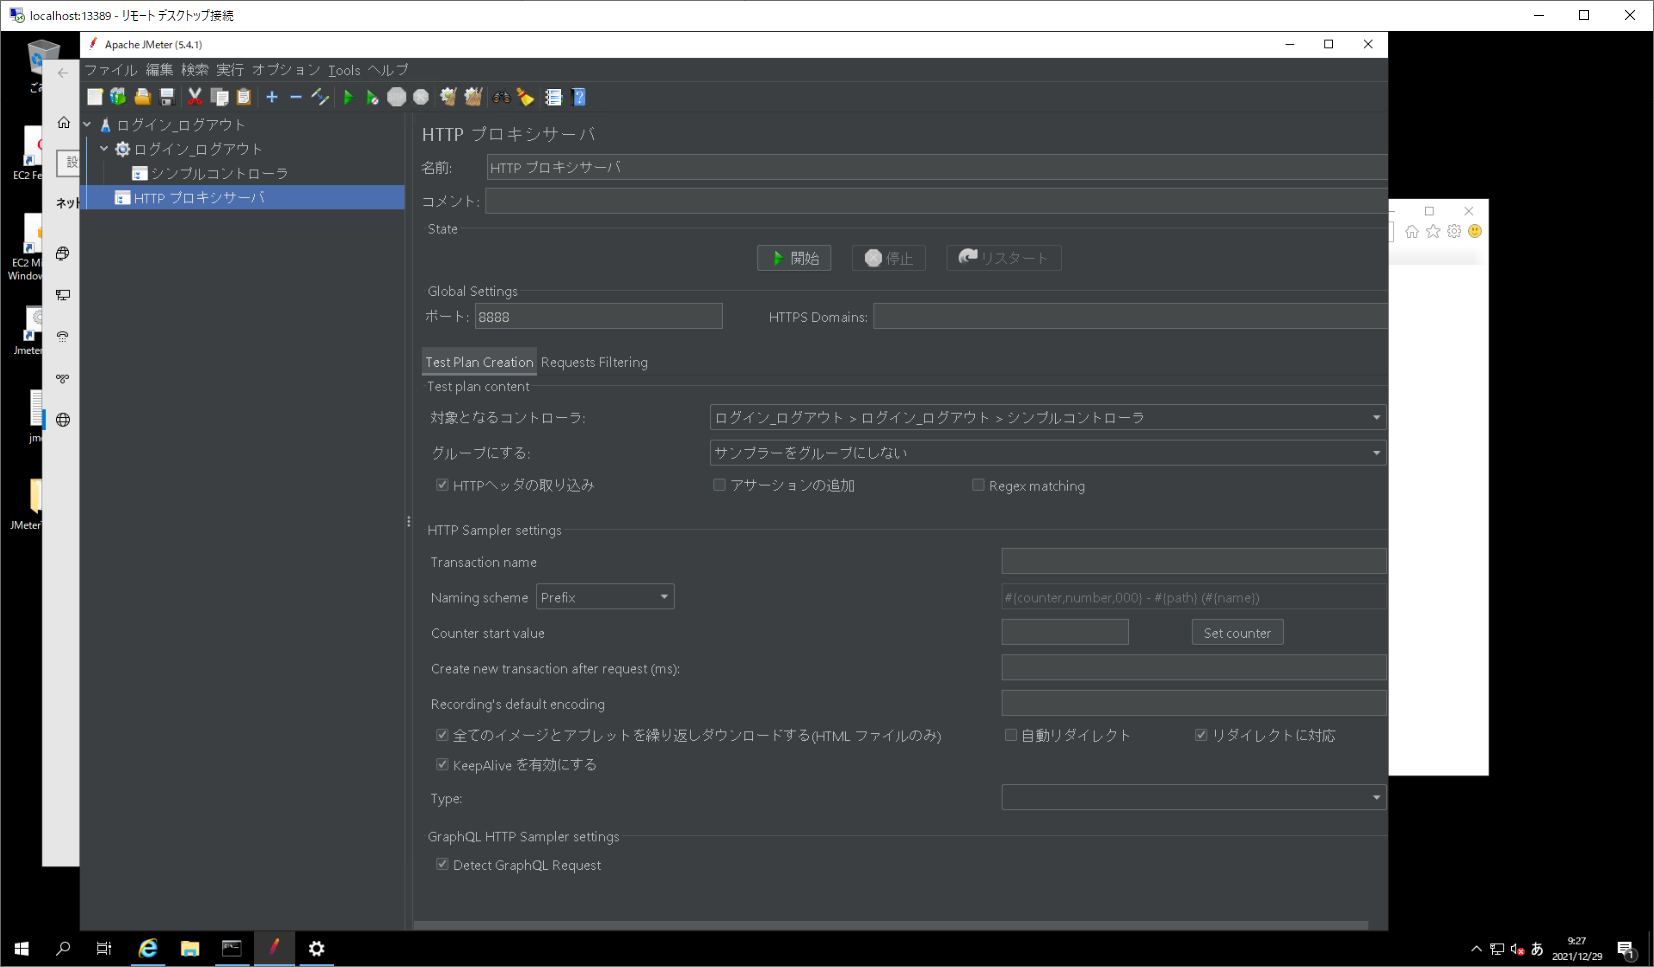 localhost:13389 - リモート デスクトップ接続
Apache JMeter (5.4.1)
ファイル 編集 検索 実行 オプション Tools ヘルプ
ログイン_ログアウト
ログイン_ログアウト
シンプルコントローラ
HTTP プロキシサーバ
HTTP プロキシサーバ
名前: HTTP プロキシサーバ
コメント:
State
開始 停止 リスタート
Global Settings
ポート: 8888 HTTPS Domains:
Test Plan Creation Requests Filtering
Test plan content
対象となるコントローラ: ログイン_ログアウト > ログイン_ログアウト > シンプルコントローラ
グループにする: サンプラーをグループにしない
HTTPヘッダの取り込み アサーションの追加 Regex matching
HTTP Sampler settings
Transaction name
Naming scheme Prefix #{counter,number,000} - #{path} (#{name})
Counter start value Set counter
Create new transaction after request (ms):
Recording's default encoding
全てのイメージとアプレットを繰り返しダウンロードする(HTML ファイルのみ) 自動リダイレクト リダイレクトに対応
KeepAlive を有効にする
Type:
GraphQL HTTP Sampler settings
Detect GraphQL Request
ご
EC2 Fe
EC2 Mi
Window
Jmeter
jm
JMeter
設
ネット
あ
9:27
2021/12/29
1